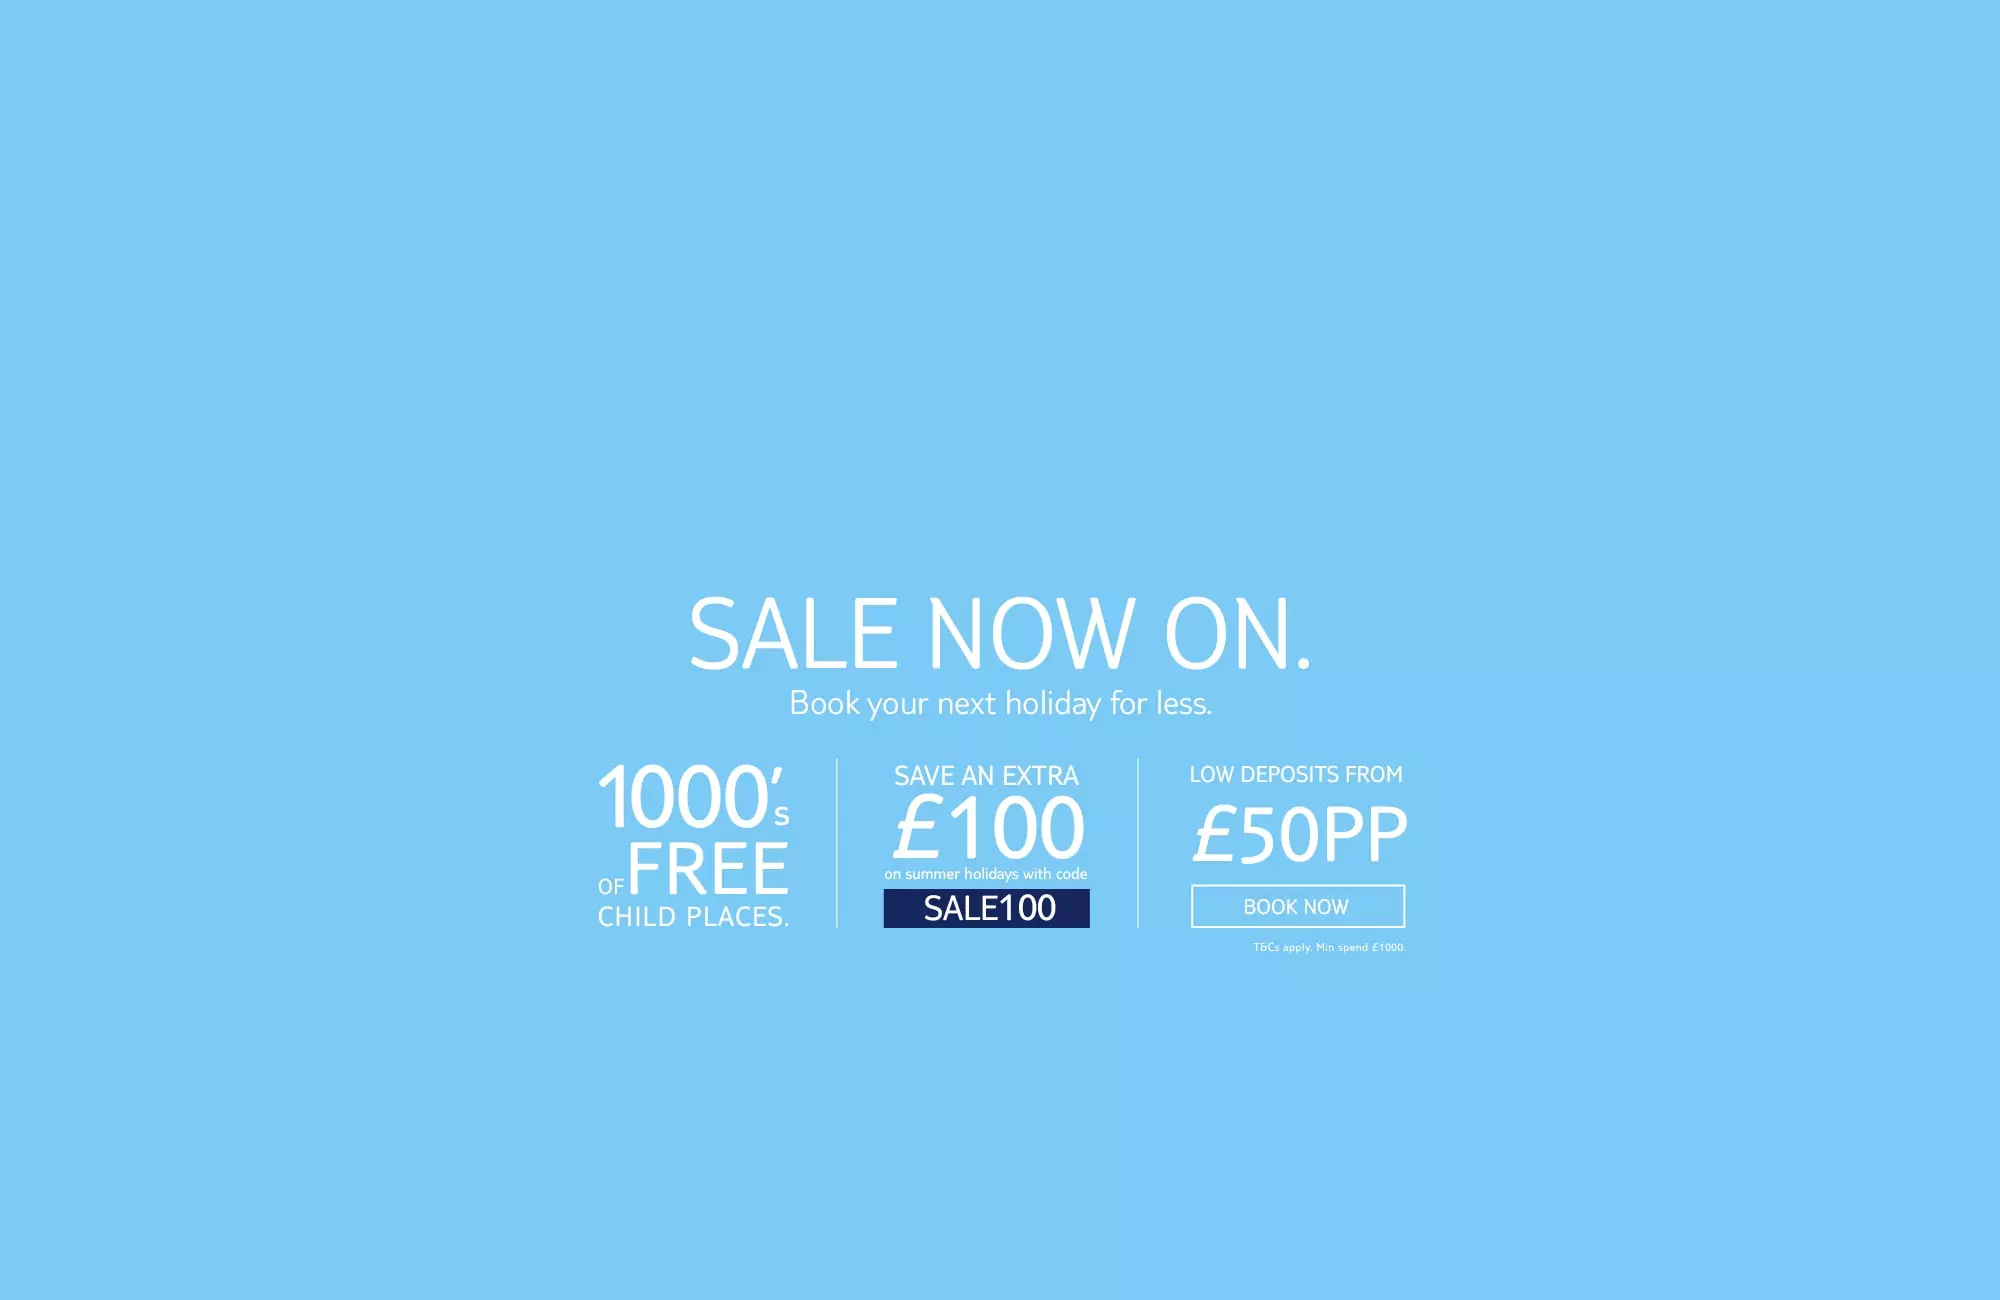 SALE NOW ON.
Book your next holiday for less.
1000's
OF FREE
CHILD PLACES.
SAVE AN EXTRA
£100
on summer holidays with code
SALE100
LOW DEPOSITS FROM
£50PP
BOOK NOW
T&Cs apply. Min spend £1000.